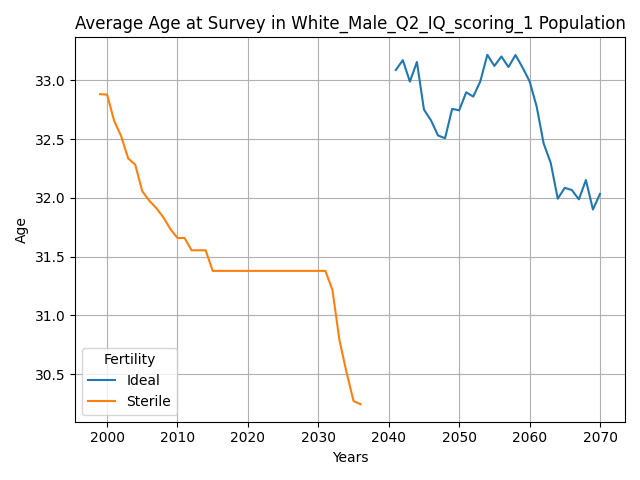 Average Age at Survey in White_Male_Q2_IQ_scoring_1 Population
Age
33.0
32.5
32.0
31.5
31.0
30.5
Fertility
Ideal
Sterile
2000 2010 2020 2030 2040 2050 2060 2070
Years